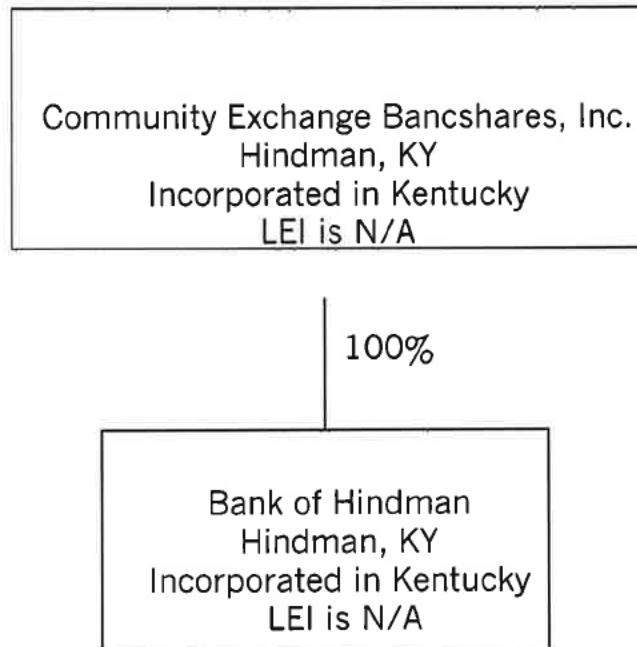 Community Exchange Bancshares, Inc.
Hindman, KY
Incorporated in Kentucky
LEI is N/A
100%
Bank of Hindman
Hindman, KY
Incorporated in Kentucky
LEI is N/A